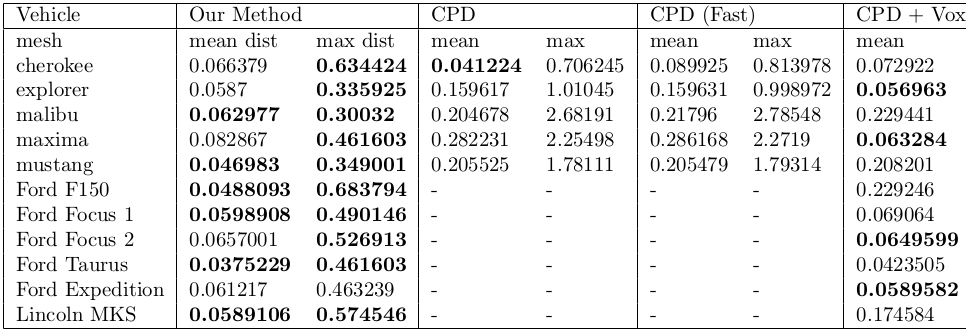 Vehicle Our Method CPD CPD (Fast) CPD + Vox
mesh mean dist max dist mean max mean max mean
cherokee 0.066379 0.634424 0.041224 0.706245 0.089925 0.813978 0.072922
explorer 0.0587 0.335925 0.159617 1.01045 0.159631 0.998972 0.056963
malibu 0.062977 0.30032 0.204678 2.68191 0.21796 2.78548 0.229441
maxima 0.082867 0.461603 0.282231 2.25498 0.286168 2.2719 0.063284
mustang 0.046983 0.349001 0.205525 1.78111 0.205479 1.79314 0.208201
Ford F150 0.0488093 0.683794 - - - - 0.229246
Ford Focus 1 0.0598908 0.490146 - - - - 0.069064
Ford Focus 2 0.0657001 0.526913 - - - - 0.0649599
Ford Taurus 0.0375229 0.461603 - - - - 0.0423505
Ford Expedition 0.061217 0.463239 - - - - 0.0589582
Lincoln MKS 0.0589106 0.574546 - - - - 0.174584